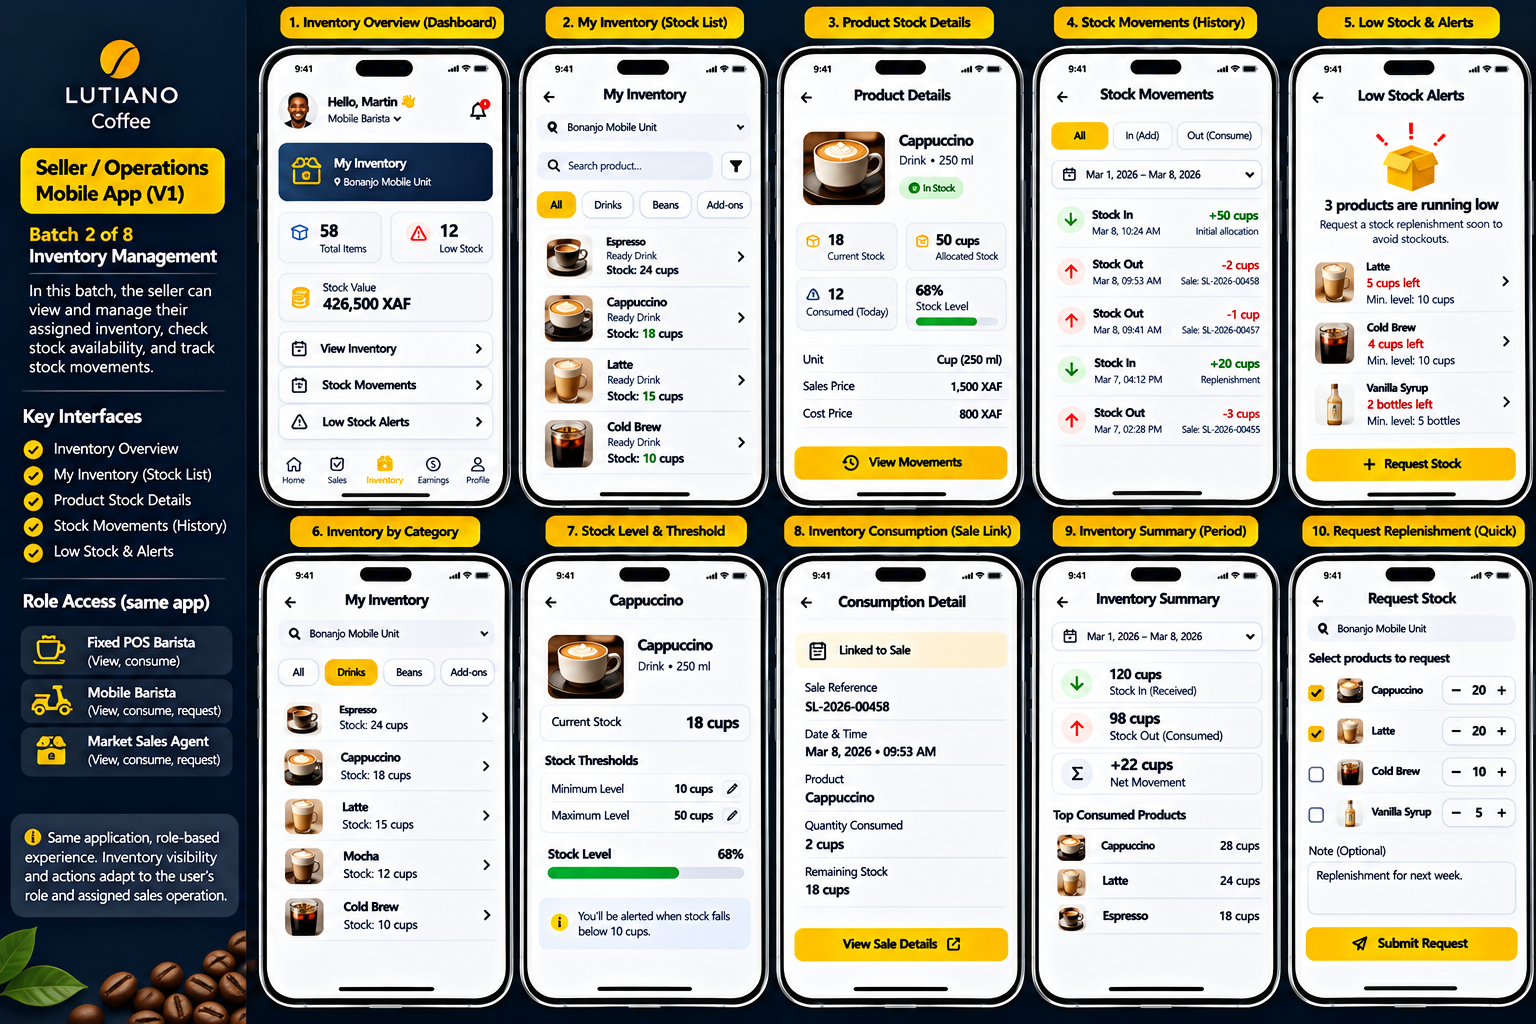 LUTIANO
Coffee
Seller / Operations
Mobile App (V1)
Batch 2 of 8
Inventory Management
In this batch, the seller can
view and manage their
assigned inventory, check
stock availability, and track
stock movements.
Key Interfaces
Inventory Overview
My Inventory (Stock List)
Product Stock Details
Stock Movements (History)
Low Stock & Alerts
Role Access (same app)
Fixed POS Barista
(View, consume)
Mobile Barista
(View, consume, request)
Market Sales Agent
(View, consume, request)
Same application, role-based
experience. Inventory visibility
and actions adapt to the user's
role and assigned sales operation.
1. Inventory Overview (Dashboard)
9:41
Hello, Martin 👋
Mobile Barista
My Inventory
Bonanjo Mobile Unit
58
Total Items
12
Low Stock
Stock Value
426,500 XAF
View Inventory
Stock Movements
Low Stock Alerts
Home
Sales
Inventory
Earnings
Profile
2. My Inventory (Stock List)
9:41
My Inventory
Bonanjo Mobile Unit
Search product...
All
Drinks
Beans
Add-ons
Espresso
Ready Drink
Stock: 24 cups
Cappuccino
Ready Drink
Stock: 18 cups
Latte
Ready Drink
Stock: 15 cups
Cold Brew
Ready Drink
Stock: 10 cups
3. Product Stock Details
9:41
Product Details
Cappuccino
Drink • 250 ml
In Stock
18
Current Stock
50 cups
Allocated Stock
12
Consumed (Today)
68%
Stock Level
Unit Cup (250 ml)
Sales Price 1,500 XAF
Cost Price 800 XAF
View Movements
4. Stock Movements (History)
9:41
Stock Movements
All
In (Add)
Out (Consume)
Mar 1, 2026 – Mar 8, 2026
Stock In +50 cups
Mar 8, 10:24 AM Initial allocation
Stock Out -2 cups
Mar 8, 09:53 AM Sale: SL-2026-00458
Stock Out -1 cup
Mar 8, 09:41 AM Sale: SL-2026-00457
Stock In +20 cups
Mar 7, 04:12 PM Replenishment
Stock Out -3 cups
Mar 7, 02:28 PM Sale: SL-2026-00455
5. Low Stock & Alerts
9:41
Low Stock Alerts
3 products are running low
Request a stock replenishment soon to
avoid stockouts.
Latte
5 cups left
Min. level: 10 cups
Cold Brew
4 cups left
Min. level: 10 cups
Vanilla Syrup
2 bottles left
Min. level: 5 bottles
+ Request Stock
6. Inventory by Category
9:41
My Inventory
Bonanjo Mobile Unit
All
Drinks
Beans
Add-ons
Espresso
Stock: 24 cups
Cappuccino
Stock: 18 cups
Latte
Stock: 15 cups
Mocha
Stock: 12 cups
Cold Brew
Stock: 10 cups
7. Stock Level & Threshold
9:41
Cappuccino
Cappuccino
Drink • 250 ml
Current Stock 18 cups
Stock Thresholds
Minimum Level 10 cups
Maximum Level 50 cups
Stock Level 68%
You'll be alerted when stock falls
below 10 cups.
8. Inventory Consumption (Sale Link)
9:41
Consumption Detail
Linked to Sale
Sale Reference
SL-2026-00458
Date & Time
Mar 8, 2026 • 09:53 AM
Product
Cappuccino
Quantity Consumed
2 cups
Remaining Stock
18 cups
View Sale Details
9. Inventory Summary (Period)
9:41
Inventory Summary
Mar 1, 2026 – Mar 8, 2026
120 cups
Stock In (Received)
98 cups
Stock Out (Consumed)
Σ +22 cups
Net Movement
Top Consumed Products
Cappuccino 28 cups
Latte 24 cups
Espresso 18 cups
10. Request Replenishment (Quick)
9:41
Request Stock
Bonanjo Mobile Unit
Select products to request
Cappuccino − 20 +
Latte − 20 +
Cold Brew − 10 +
Vanilla Syrup − 5 +
Note (Optional)
Replenishment for next week.
Submit Request